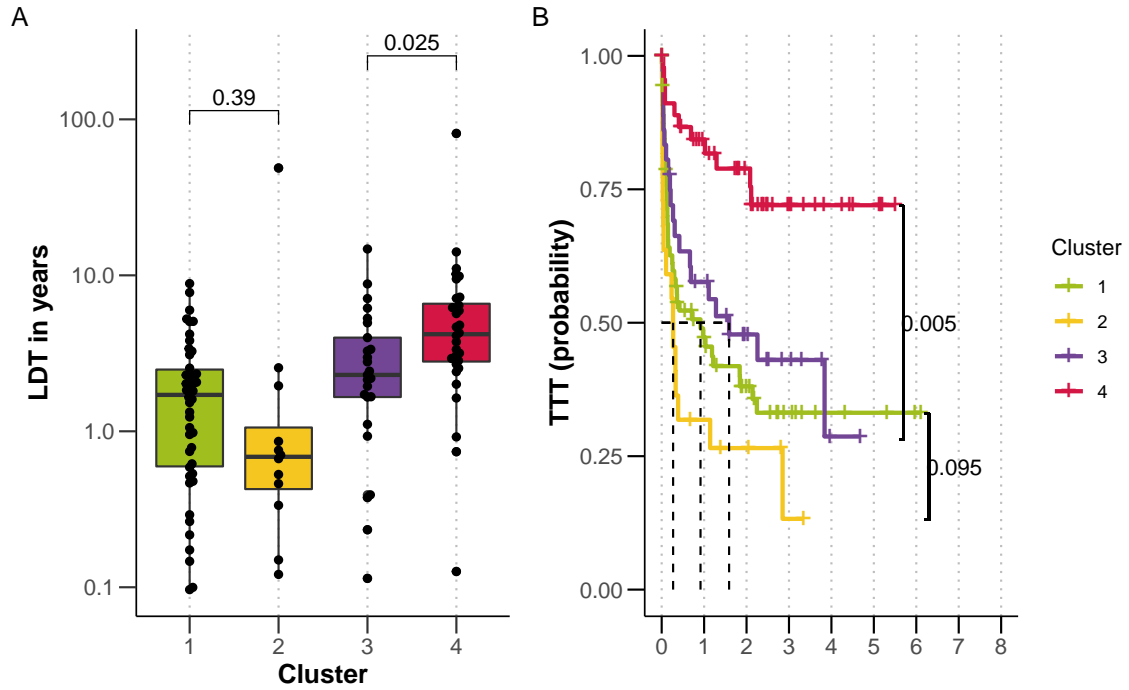 A
LDT in years
100.0
10.0
1.0
0.1
0.39
0.025
1 2 3 4
Cluster
B
TTT (probability)
1.00
0.75
0.50
0.25
0.00
0.005
0.095
0 1 2 3 4 5 6 7 8
Cluster
1
2
3
4